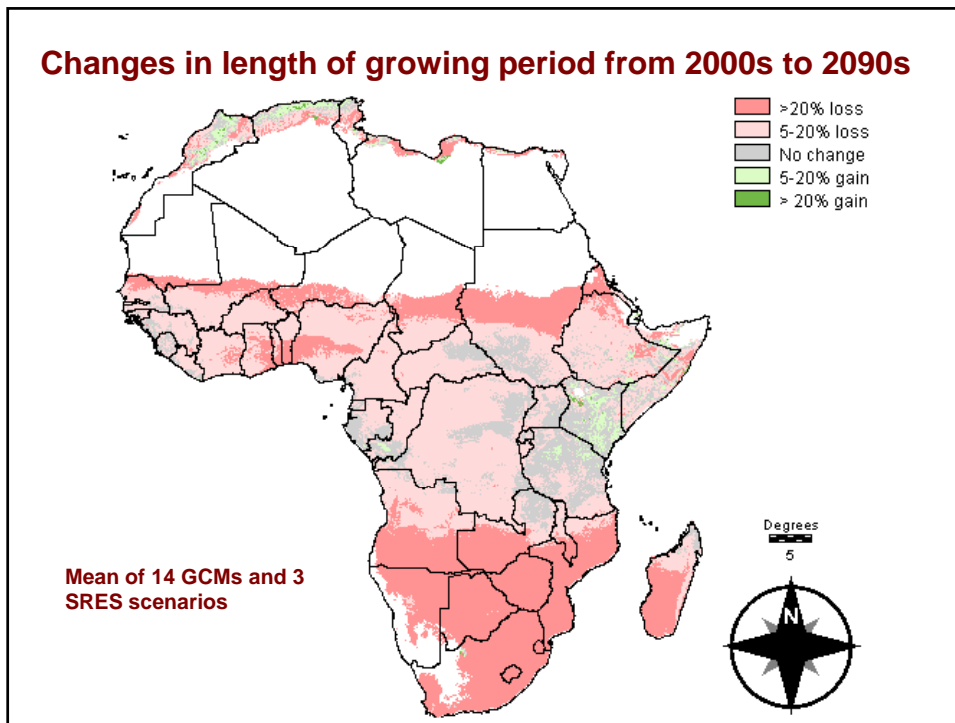 Changes in length of growing period from 2000s to 2090s
>20% loss
5-20% loss
No change
5-20% gain
> 20% gain
Degrees
5
Mean of 14 GCMs and 3
SRES scenarios
N